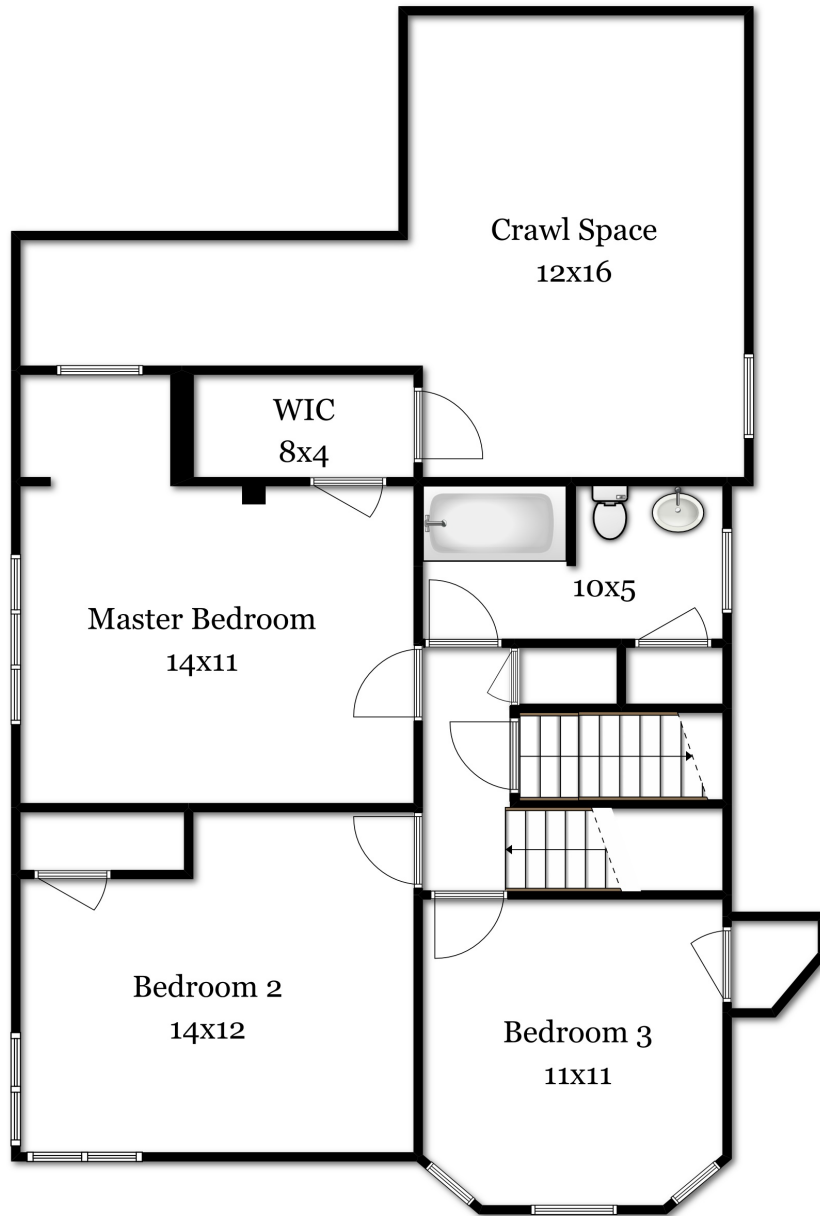 Crawl Space
12x16
WIC
8x4
10x5
Master Bedroom
14x11
Bedroom 2
14x12
Bedroom 3
11x11